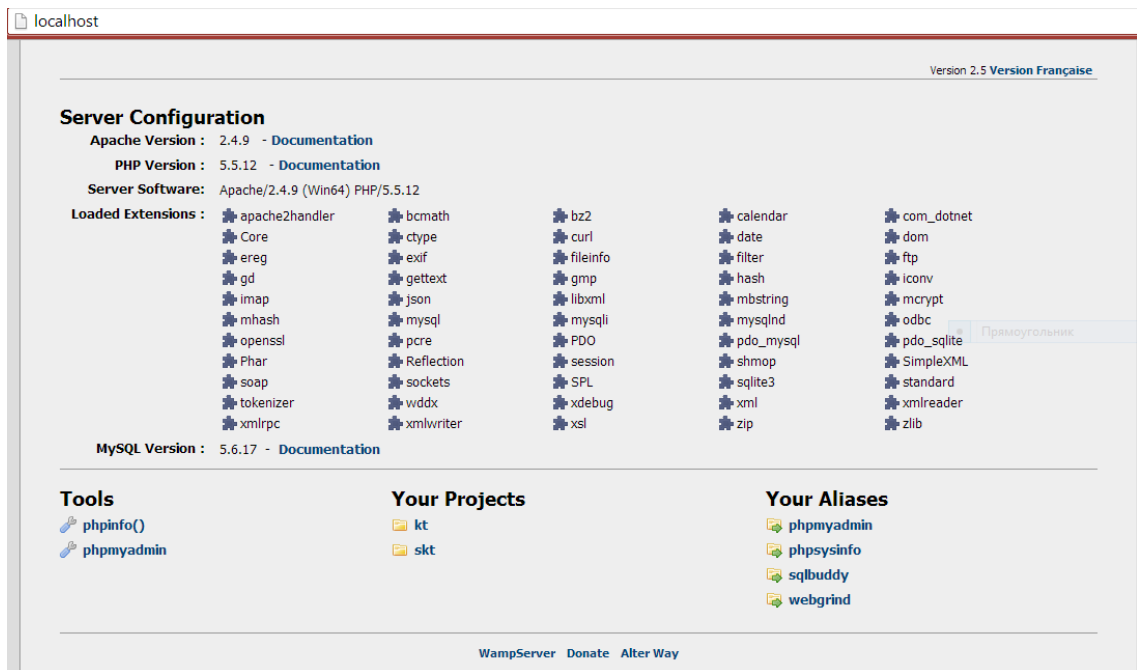 localhost
Version 2.5 Version Française
Server Configuration
Apache Version : 2.4.9 - Documentation
PHP Version : 5.5.12 - Documentation
Server Software: Apache/2.4.9 (Win64) PHP/5.5.12
Loaded Extensions : apache2handler bcmath bz2 calendar com_dotnet
Core ctype curl date dom
ereg exif fileinfo filter ftp
gd gettext gmp hash iconv
imap json libxml mbstring mcrypt
mhash mysql mysqli mysqlnd odbc
openssl pcre PDO pdo_mysql pdo_sqlite
Прямоугольник
Phar Reflection session shmop SimpleXML
soap sockets SPL sqlite3 standard
tokenizer wddx xdebug xml xmlreader
xmlrpc xmlwriter xsl zip zlib
MySQL Version : 5.6.17 - Documentation
Tools Your Projects Your Aliases
phpinfo() kt phpmyadmin
phpmyadmin skt phpsysinfo
sqlbuddy
webgrind
WampServer Donate Alter Way